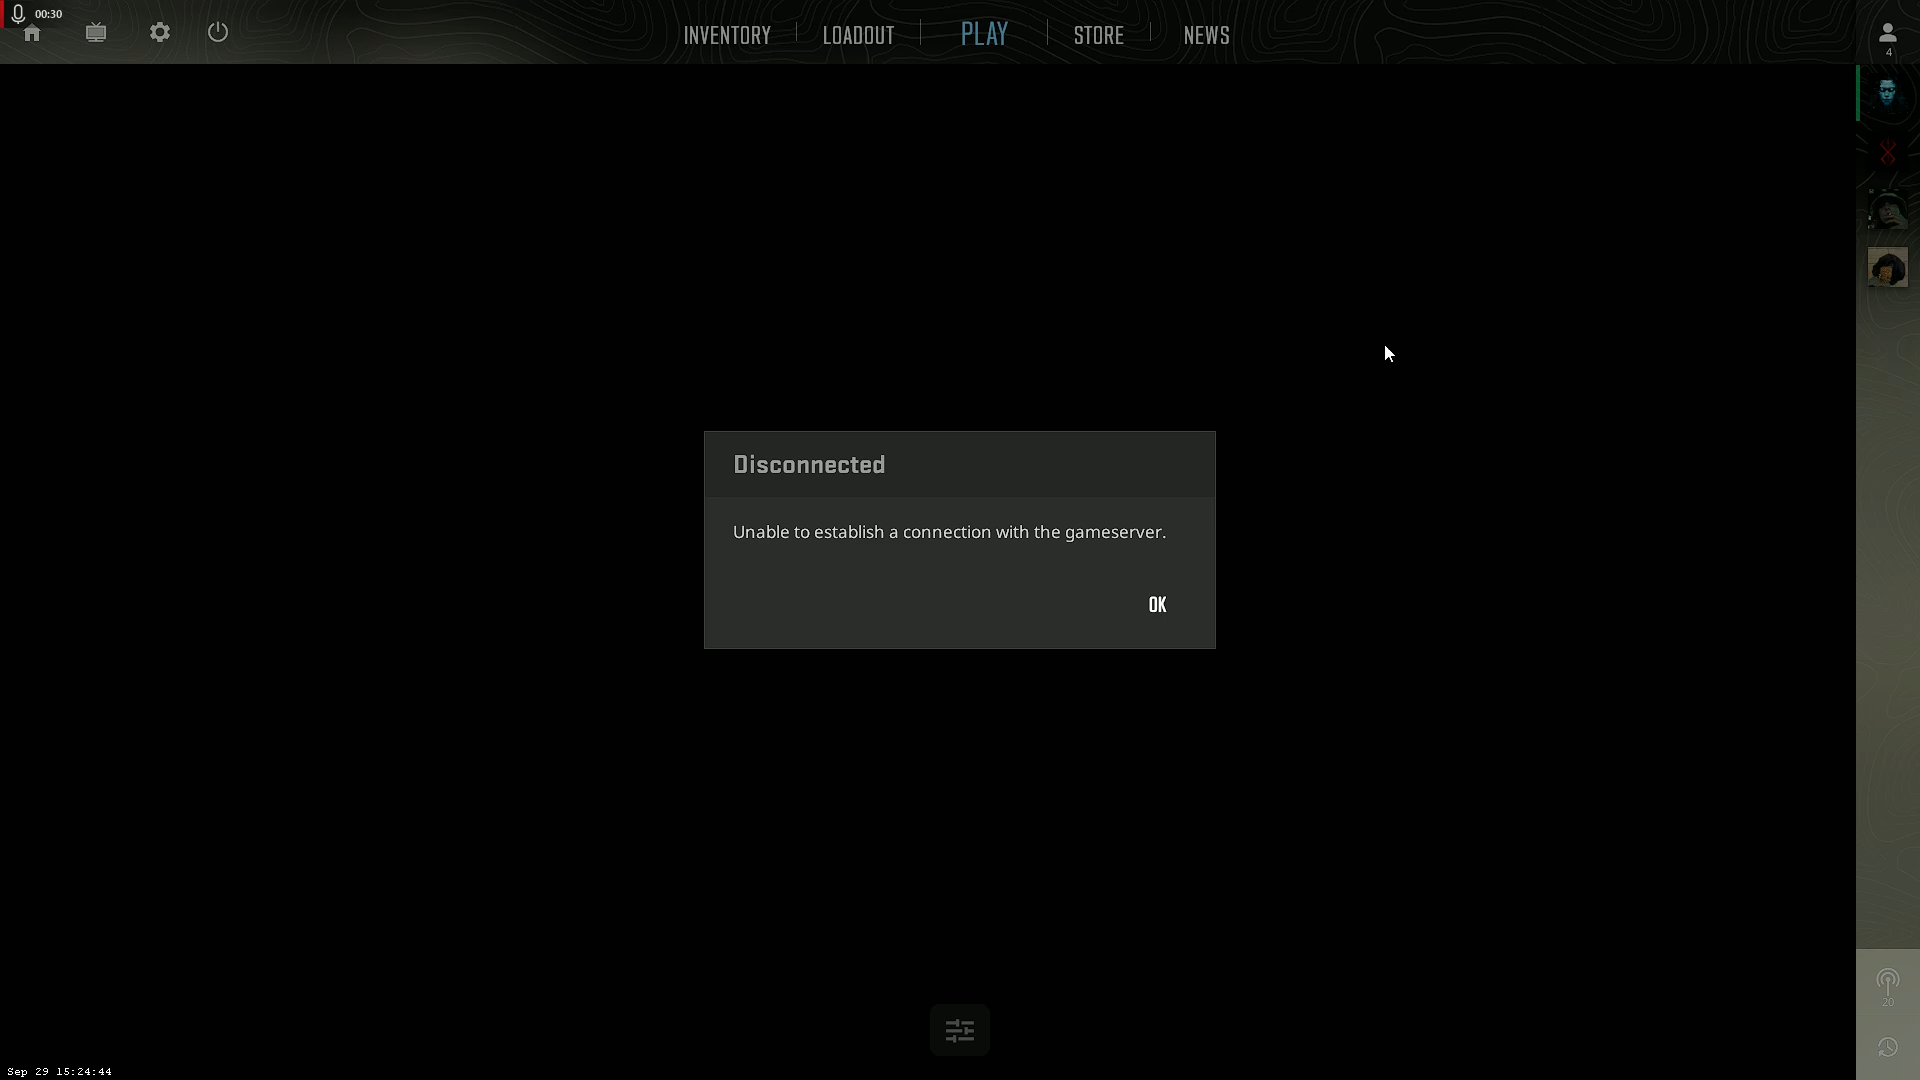 00:30
INVENTORY
LOADOUT
PLAY
STORE
NEWS
4
Disconnected
Unable to establish a connection with the gameserver.
OK
20
Sep 29 15:24:44